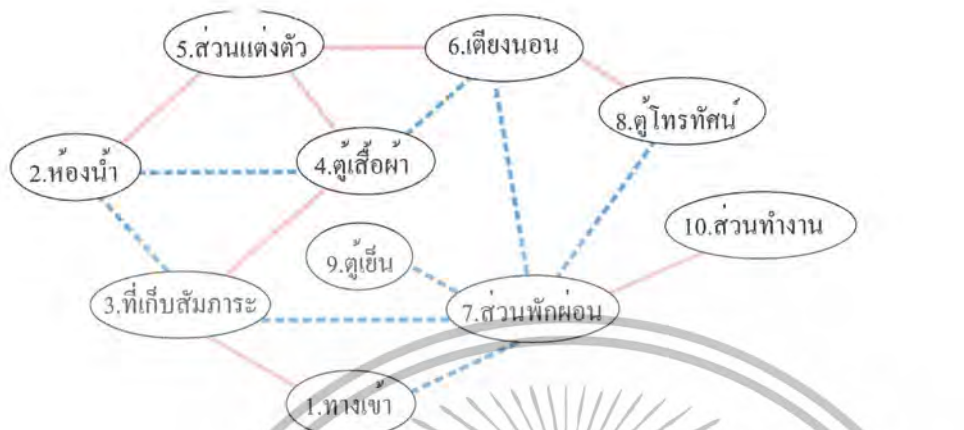 5.ส่วนแต่งตัว
6.เตียงนอน
8.ตู้โทรทัศน์
2.ห้องน้ำ
4.ตู้เสื้อผ้า
10.ส่วนทำงาน
9.ตู้เย็น
3.ที่เก็บสัมภาระ
7.ส่วนพักผ่อน
1.ทางเข้า